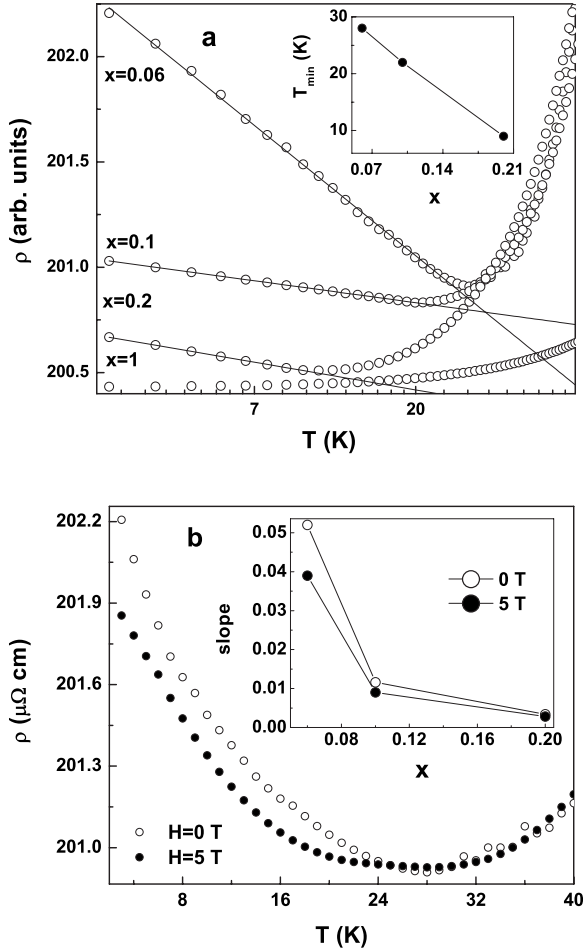 a
202.0
201.5
201.0
200.5
ρ (arb. units)
x=0.06
x=0.1
x=0.2
x=1
7
20
T (K)
30
20
10
T min (K)
0.07
0.14
0.21
x
b
202.2
201.9
201.6
201.3
201.0
ρ (μΩ cm)
H=0 T
H=5 T
8
16
24
32
40
T (K)
0.05
0.04
0.03
0.02
0.01
0.00
slope
0 T
5 T
0.08
0.12
0.16
0.20
x